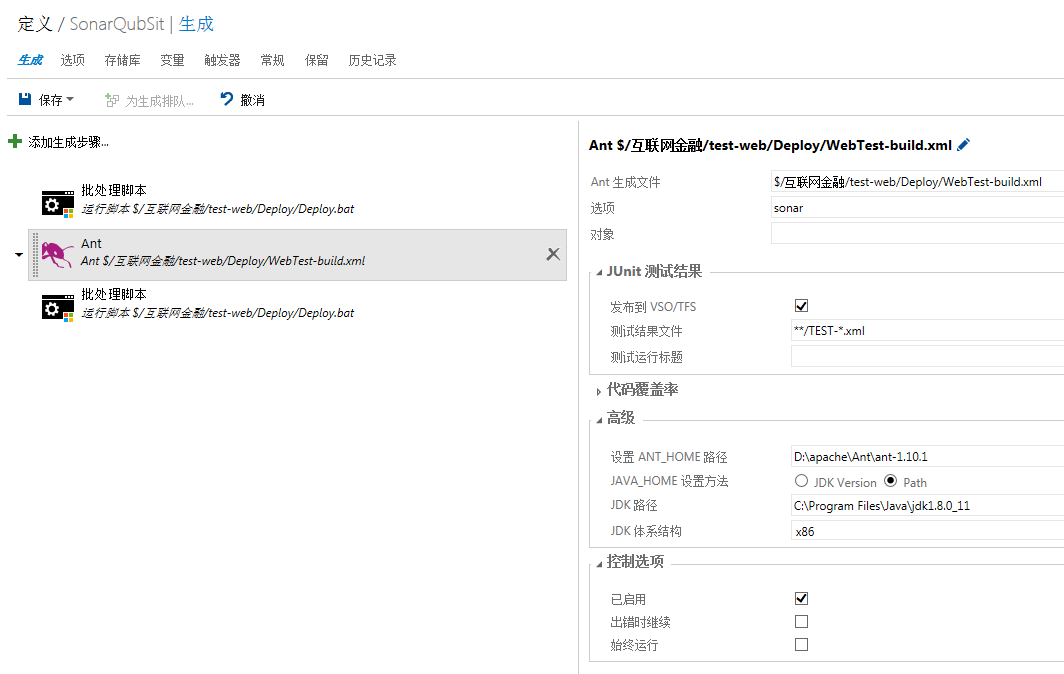 定义 / SonarQubSit | 生成
生成 选项 存储库 变量 触发器 常规 保留 历史记录
保存 为生成排队... 撤消
添加生成步骤...
批处理脚本
运行脚本 $/互联网金融/test-web/Deploy/Deploy.bat
Ant
Ant $/互联网金融/test-web/Deploy/WebTest-build.xml
批处理脚本
运行脚本 $/互联网金融/test-web/Deploy/Deploy.bat
Ant $/互联网金融/test-web/Deploy/WebTest-build.xml
Ant 生成文件 $/互联网金融/test-web/Deploy/WebTest-build.xml
选项 sonar
对象
JUnit 测试结果
发布到 VSO/TFS
测试结果文件 **/TEST-*.xml
测试运行标题
代码覆盖率
高级
设置 ANT_HOME 路径 D:\apache\Ant\ant-1.10.1
JAVA_HOME 设置方法 JDK Version Path
JDK 路径 C:\Program Files\Java\jdk1.8.0_11
JDK 体系结构 x86
控制选项
已启用
出错时继续
始终运行